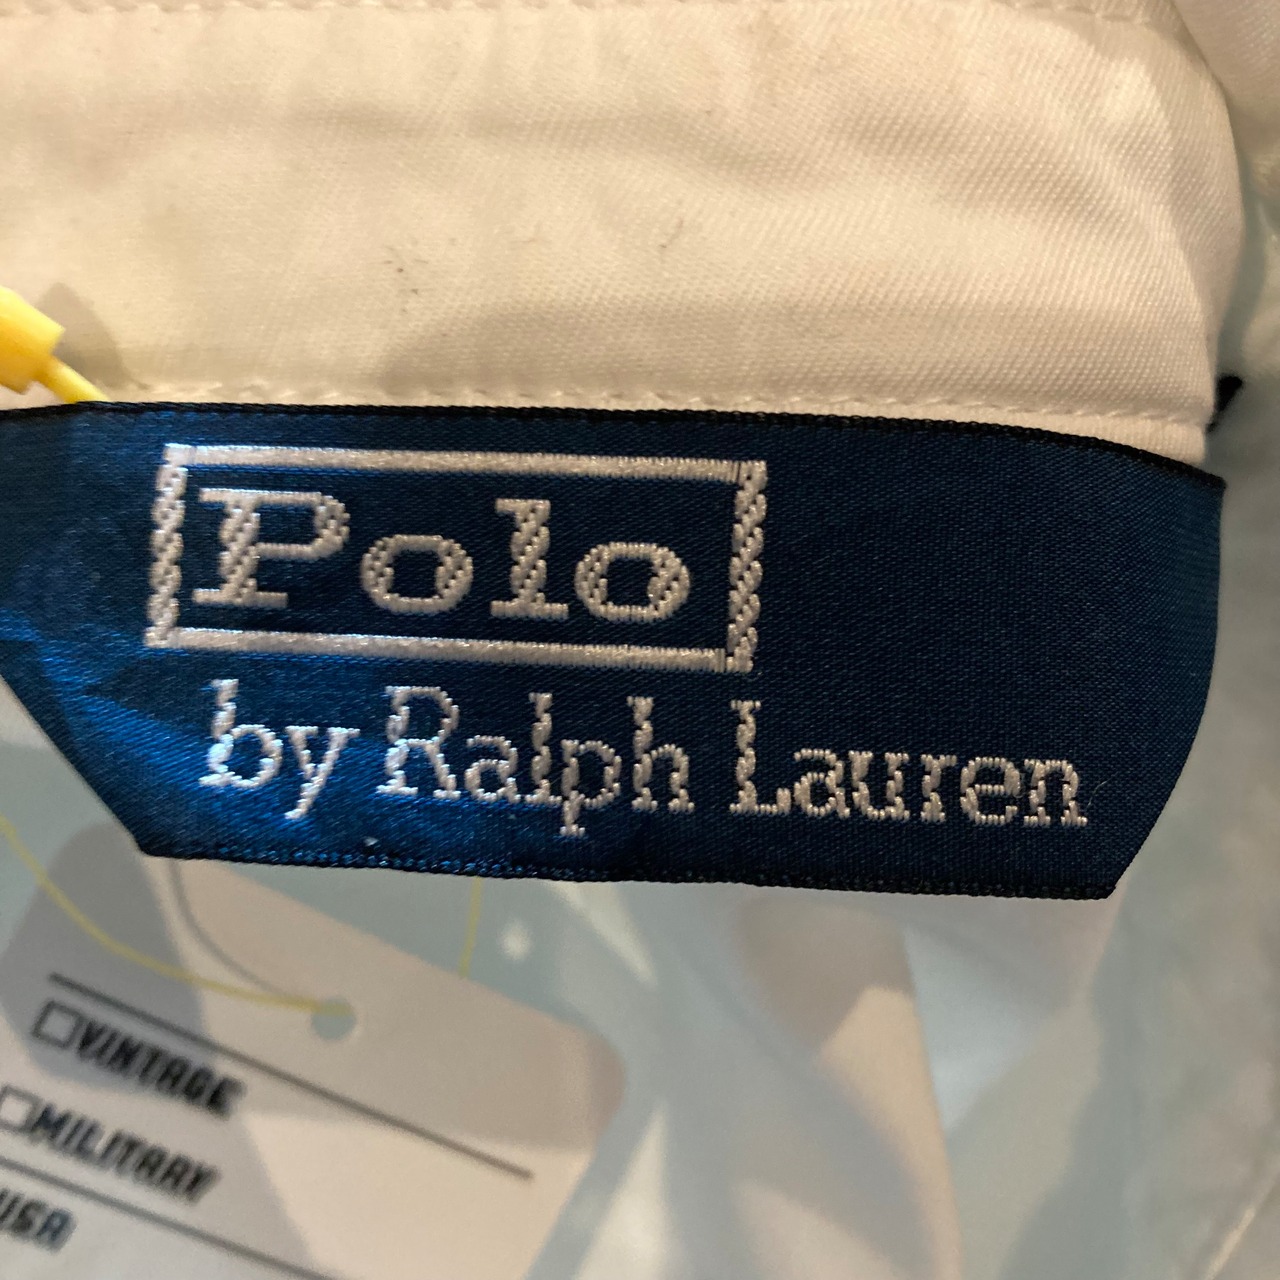 Polo
by Ralph Lauren
VINTAGE
MILITARY
USA